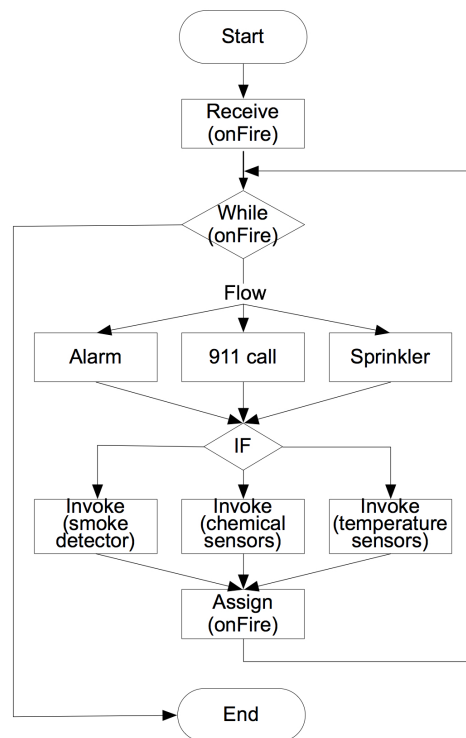 Start
Receive
(onFire)
While
(onFire)
Flow
Alarm
911 call
Sprinkler
IF
Invoke
(smoke
detector)
Invoke
(chemical
sensors)
Invoke
(temperature
sensors)
Assign
(onFire)
End